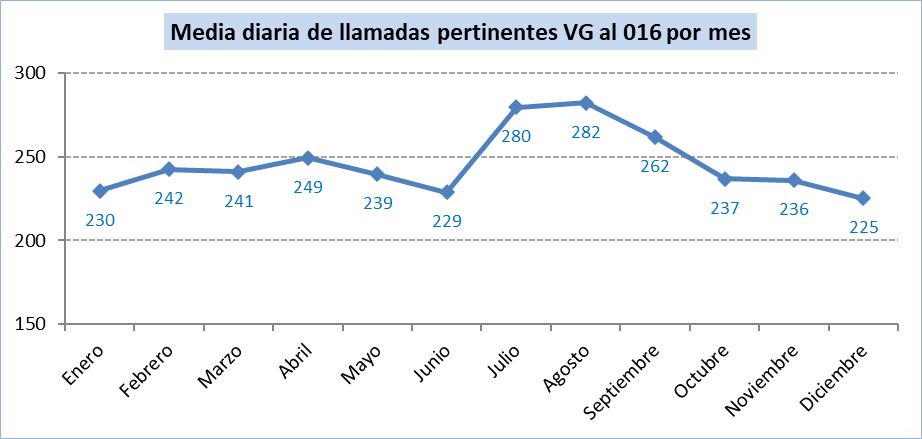 Media diaria de llamadas pertinentes VG al 016 por mes
300
250
200
150
230
242
241
249
239
229
280
282
262
237
236
225
Enero
Febrero
Marzo
Abril
Mayo
Junio
Julio
Agosto
Septiembre
Octubre
Noviembre
Diciembre